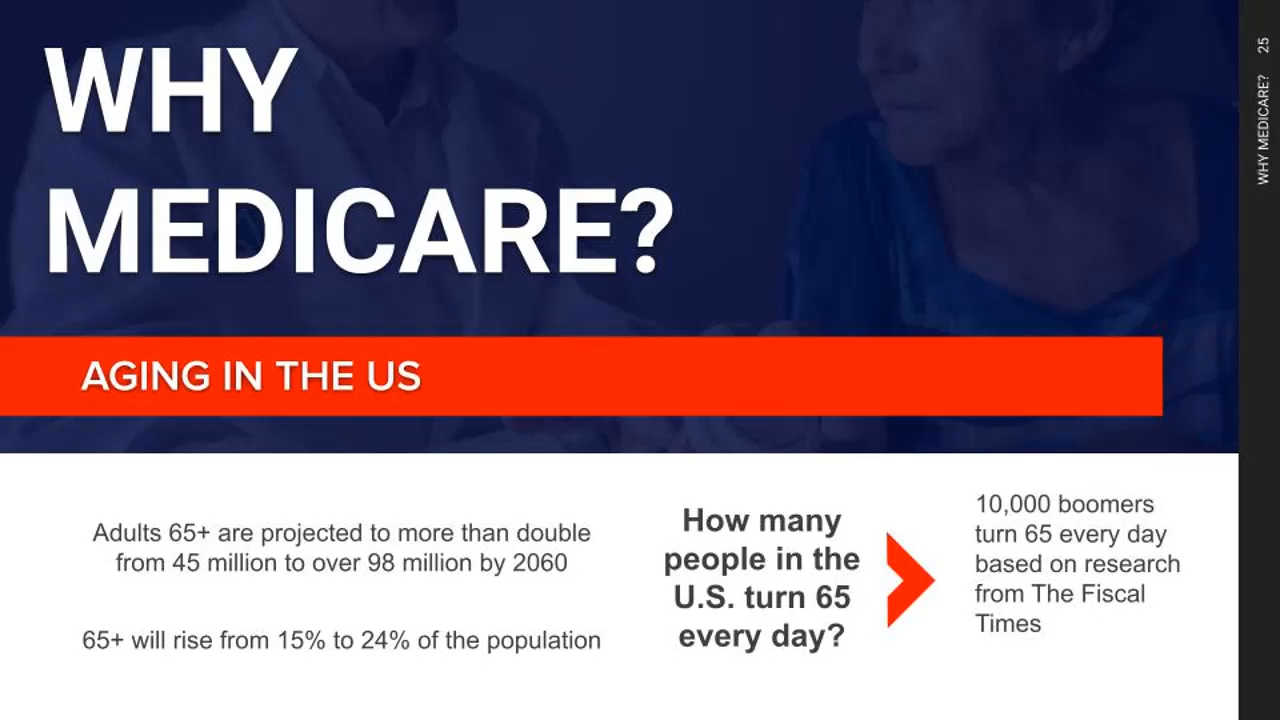 WHY
MEDICARE?
AGING IN THE US
Adults 65+ are projected to more than double
from 45 million to over 98 million by 2060
65+ will rise from 15% to 24% of the population
How many
people in the
U.S. turn 65
every day?
10,000 boomers
turn 65 every day
based on research
from The Fiscal
Times
WHY MEDICARE? 25